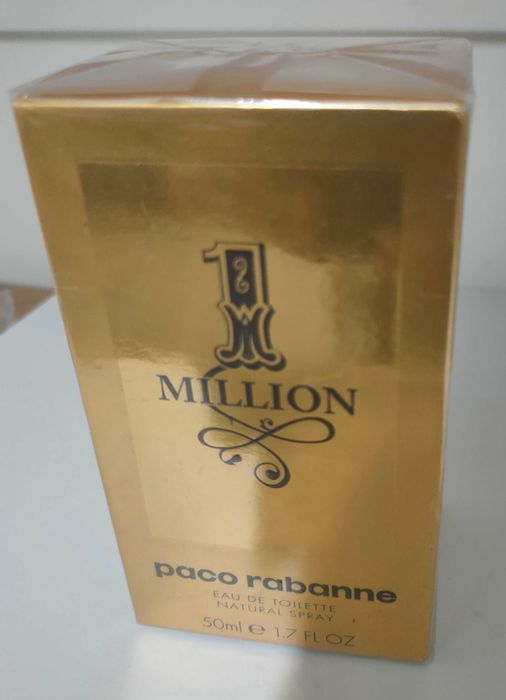 1
MILLION
paco rabanne
EAU DE TOILETTE
NATURAL SPRAY
50ml e 1.7 FL OZ